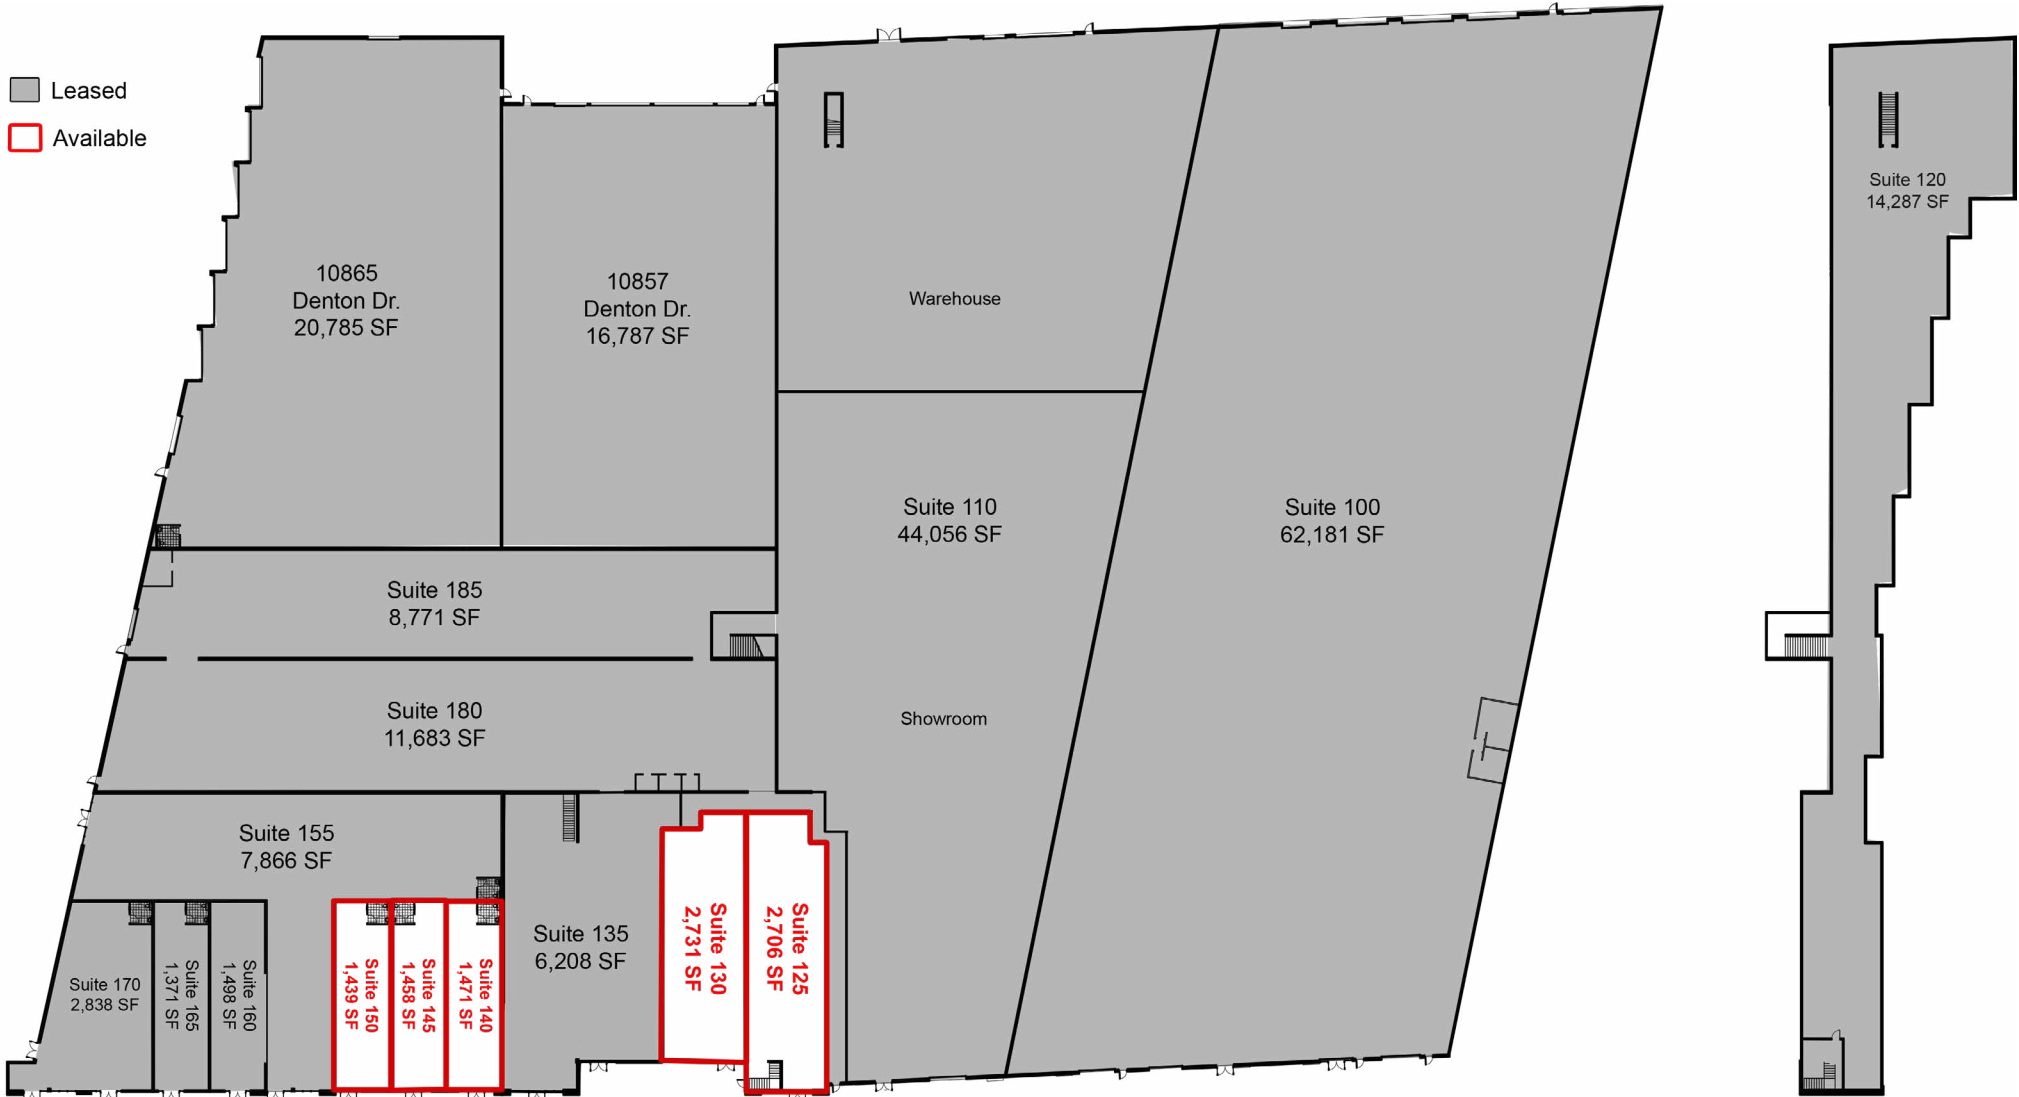 Leased
Available
10865
Denton Dr.
20,785 SF
10857
Denton Dr.
16,787 SF
Warehouse
Suite 120
14,287 SF
Suite 110
44,056 SF
Suite 100
62,181 SF
Suite 185
8,771 SF
Suite 180
11,683 SF
Showroom
Suite 155
7,866 SF
Suite 135
6,208 SF
Suite 130
2,731 SF
Suite 125
2,706 SF
Suite 170
2,838 SF
Suite 165
1,371 SF
Suite 160
1,498 SF
Suite 150
1,439 SF
Suite 145
1,458 SF
Suite 140
1,471 SF